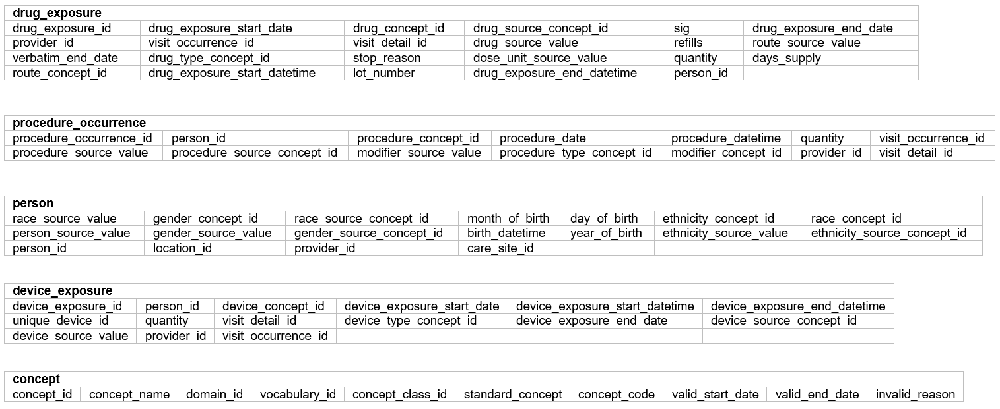 drug_exposure
drug_exposure_id drug_exposure_start_date drug_concept_id drug_source_concept_id sig drug_exposure_end_date
provider_id visit_occurrence_id visit_detail_id drug_source_value refills route_source_value
verbatim_end_date drug_type_concept_id stop_reason dose_unit_source_value quantity days_supply
route_concept_id drug_exposure_start_datetime lot_number drug_exposure_end_datetime person_id
procedure_occurrence
procedure_occurrence_id person_id procedure_concept_id procedure_date procedure_datetime quantity visit_occurrence_id
procedure_source_value procedure_source_concept_id modifier_source_value procedure_type_concept_id modifier_concept_id provider_id visit_detail_id
person
race_source_value gender_concept_id race_source_concept_id month_of_birth day_of_birth ethnicity_concept_id race_concept_id
person_source_value gender_source_value gender_source_concept_id birth_datetime year_of_birth ethnicity_source_value ethnicity_source_concept_id
person_id location_id provider_id care_site_id
device_exposure
device_exposure_id person_id device_concept_id device_exposure_start_date device_exposure_start_datetime device_exposure_end_datetime
unique_device_id quantity visit_detail_id device_type_concept_id device_exposure_end_date device_source_concept_id
device_source_value provider_id visit_occurrence_id
concept
concept_id concept_name domain_id vocabulary_id concept_class_id standard_concept concept_code valid_start_date valid_end_date invalid_reason